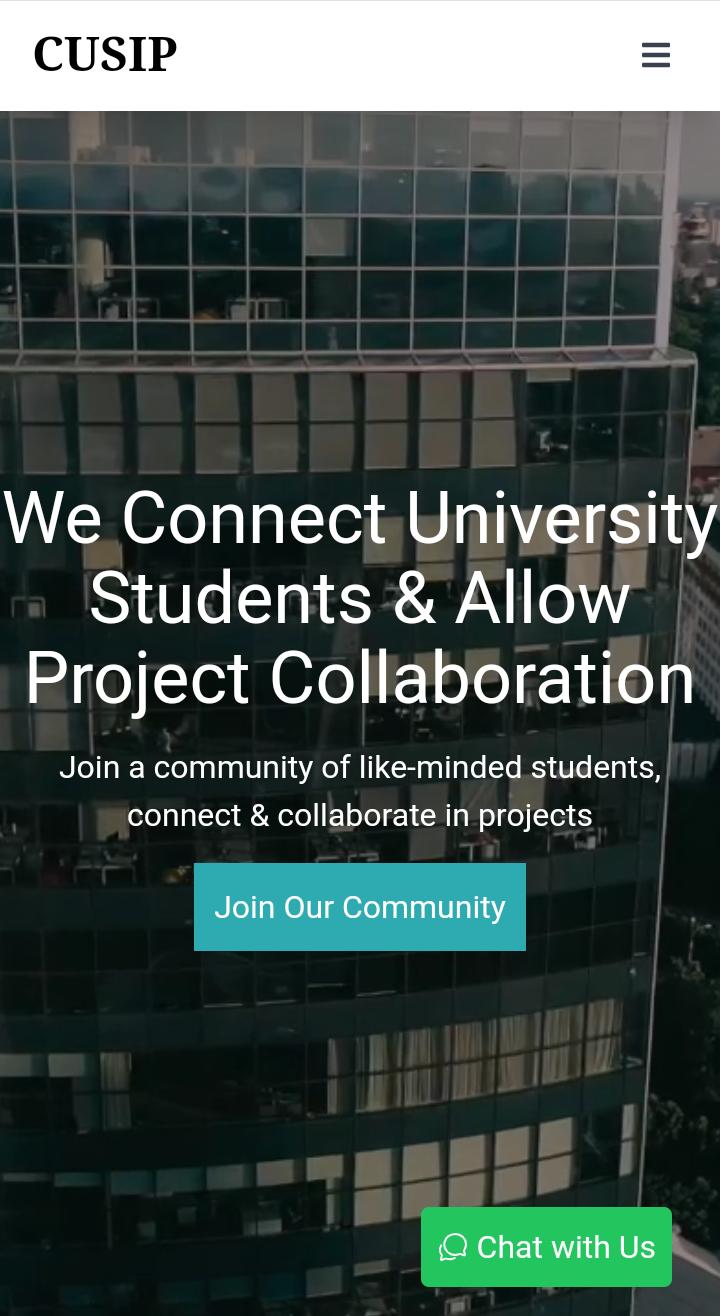 CUSIP
We Connect University
Students & Allow
Project Collaboration
Join a community of like-minded students,
connect & collaborate in projects
Join Our Community
Chat with Us